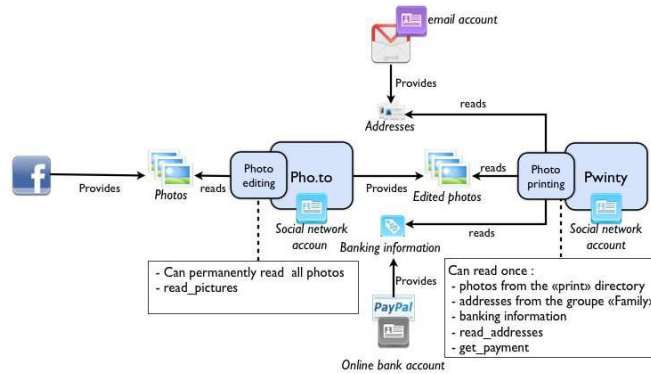 email account
Provides
reads
Addresses
Photo editing
Pho.to
Photo printing
Pwinty
f
Provides
Photos
reads
Provides
Edited photos
reads
Social network
accoun
Social network
account
Banking information
reads
- Can permanently read all photos
- read_pictures
Provides
PayPal
Online bank account
Can read once :
- photos from the «print» directory
- addresses from the groupe «Family»
- banking information
- read_addresses
- get_payment